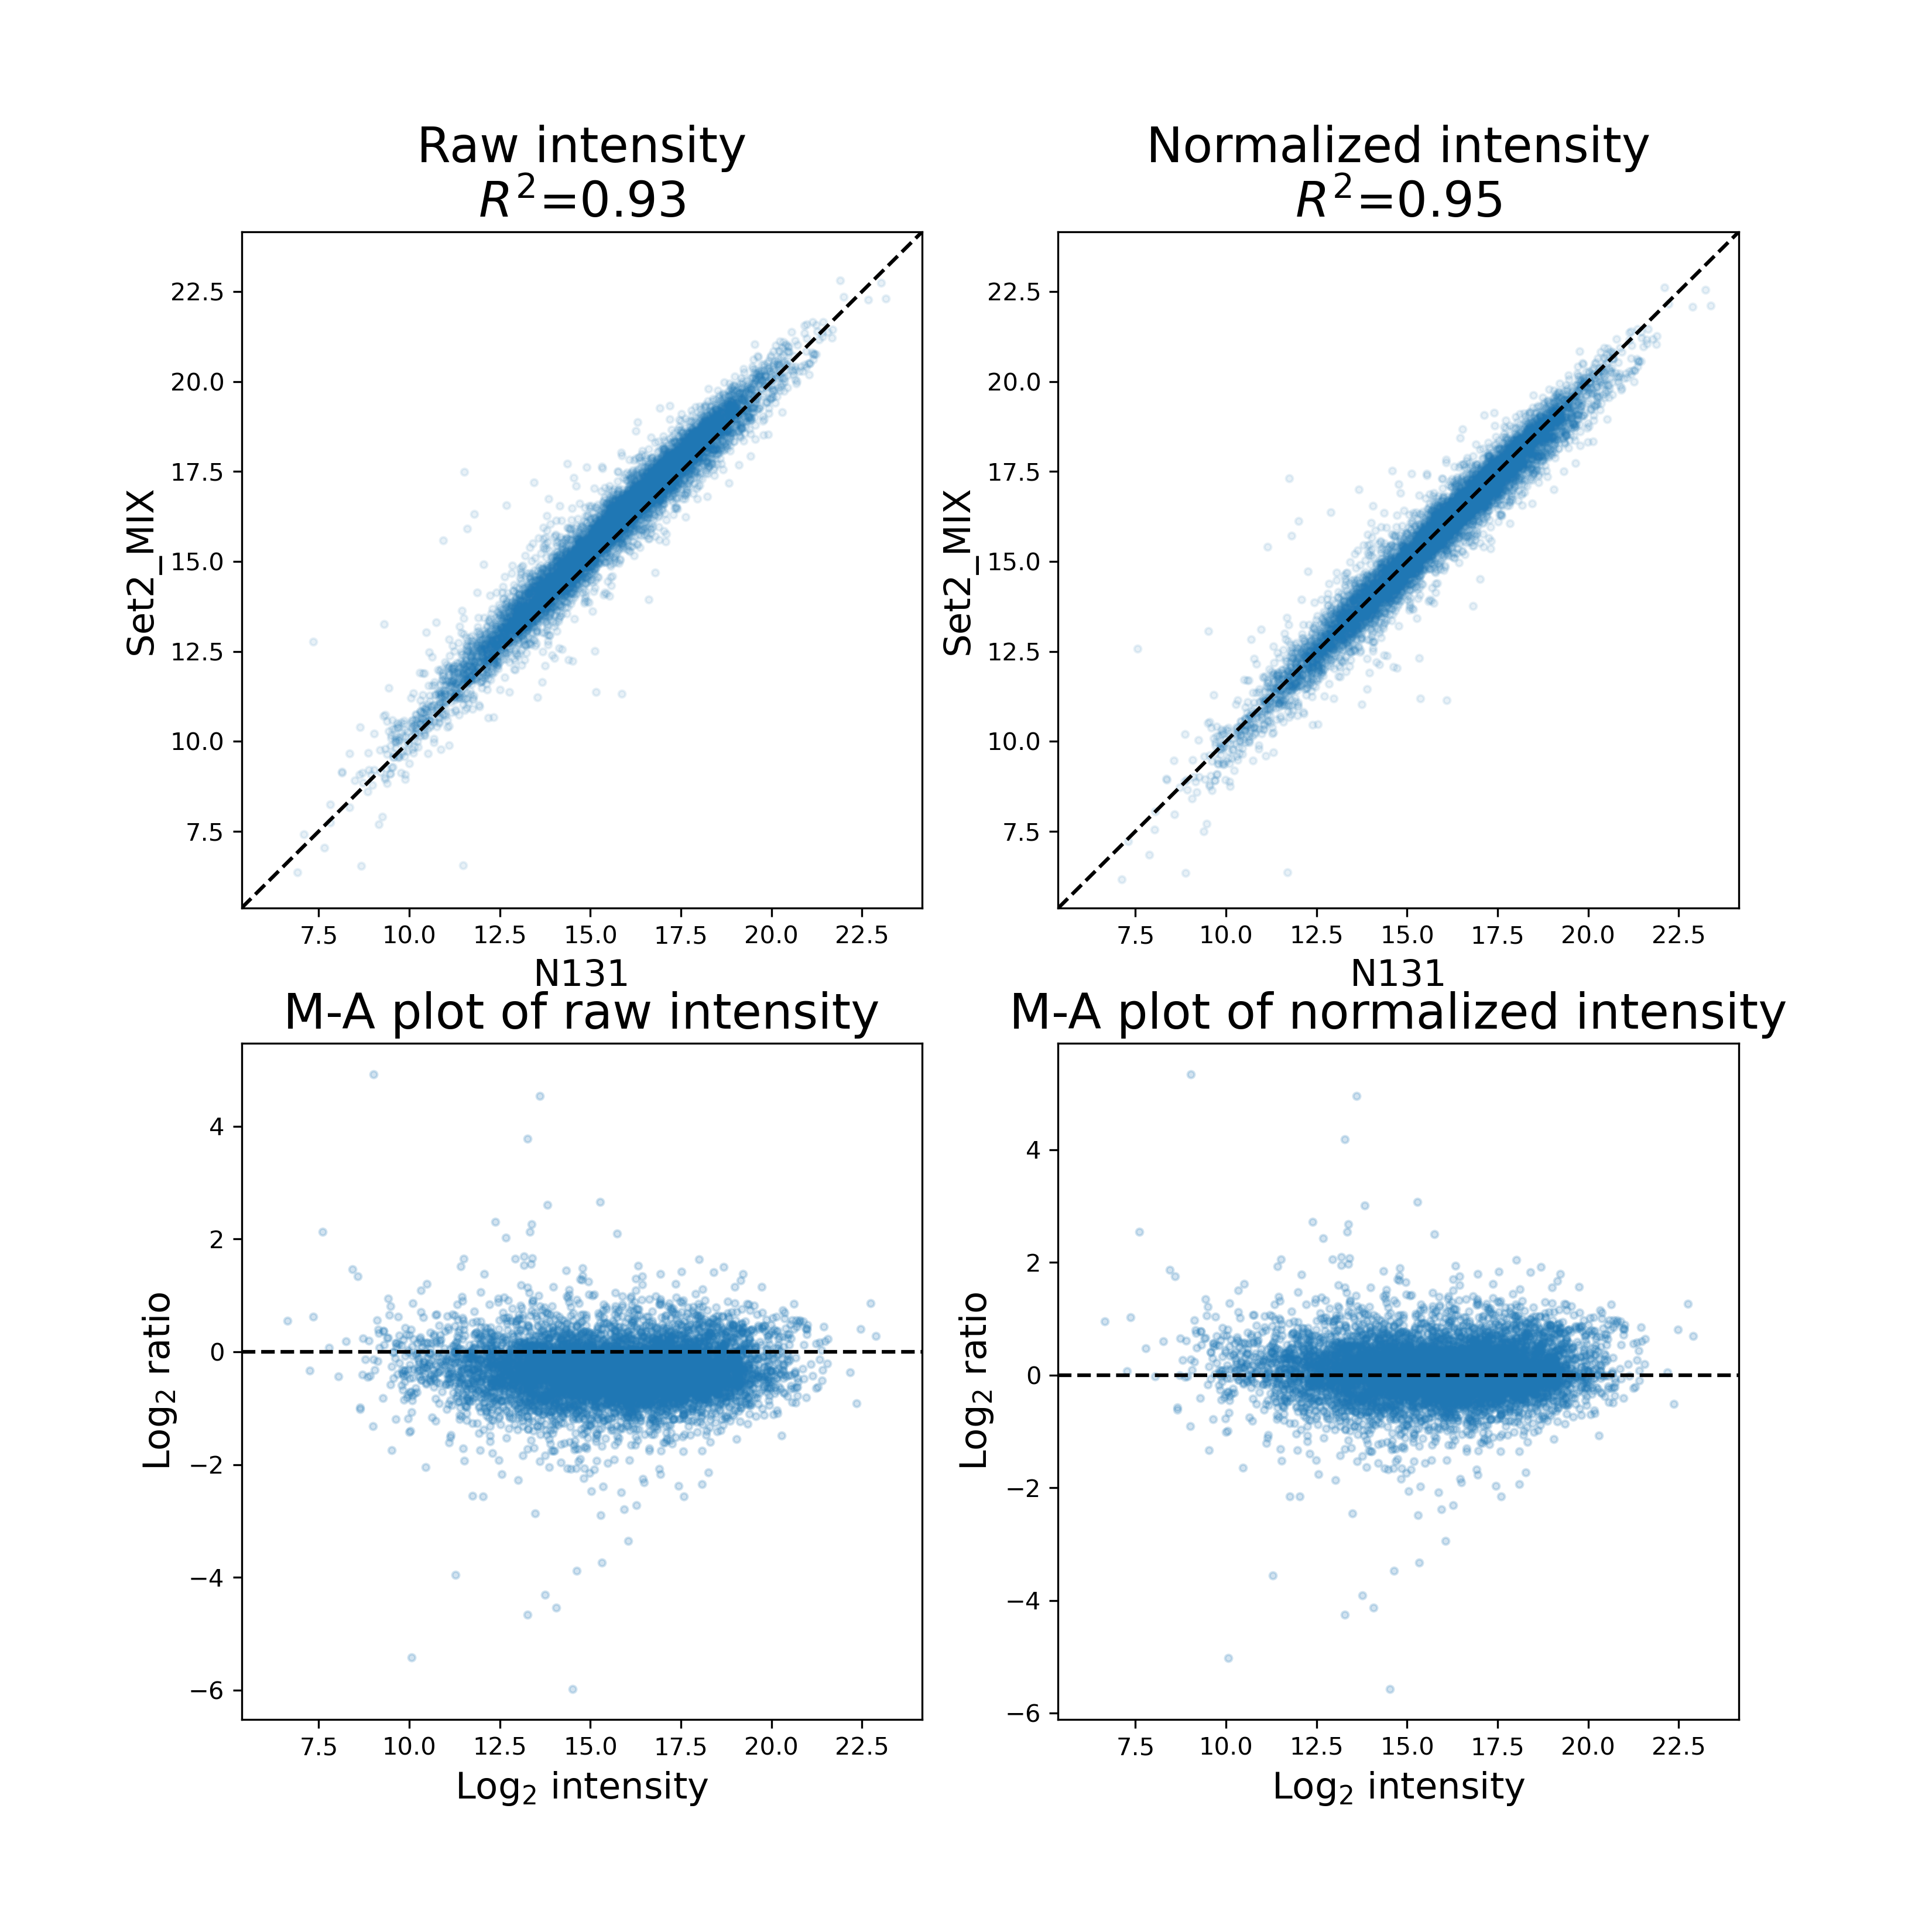 Raw intensity
R²=0.93
Normalized intensity
R²=0.95
Set2_MIX
22.5
20.0
17.5
15.0
12.5
10.0
7.5
7.5 10.0 12.5 15.0 17.5 20.0 22.5
N131
Set2_MIX
22.5
20.0
17.5
15.0
12.5
10.0
7.5
7.5 10.0 12.5 15.0 17.5 20.0 22.5
N131
M-A plot of raw intensity
Log₂ ratio
4
2
0
−2
−4
−6
7.5 10.0 12.5 15.0 17.5 20.0 22.5
Log₂ intensity
M-A plot of normalized intensity
Log₂ ratio
4
2
0
−2
−4
−6
7.5 10.0 12.5 15.0 17.5 20.0 22.5
Log₂ intensity